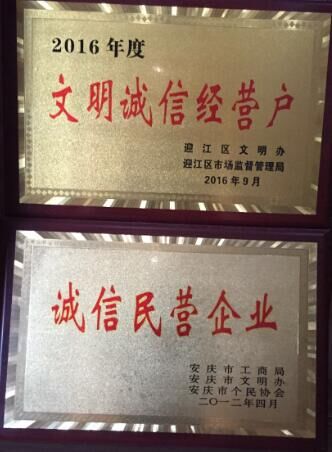 2016年度
文明诚信经营户
迎江区文明办
迎江区市场监督管理局
2016年9月
诚信民营企业
安庆市工商局
安庆市文明办
安庆市个民协会
二〇一二年四月